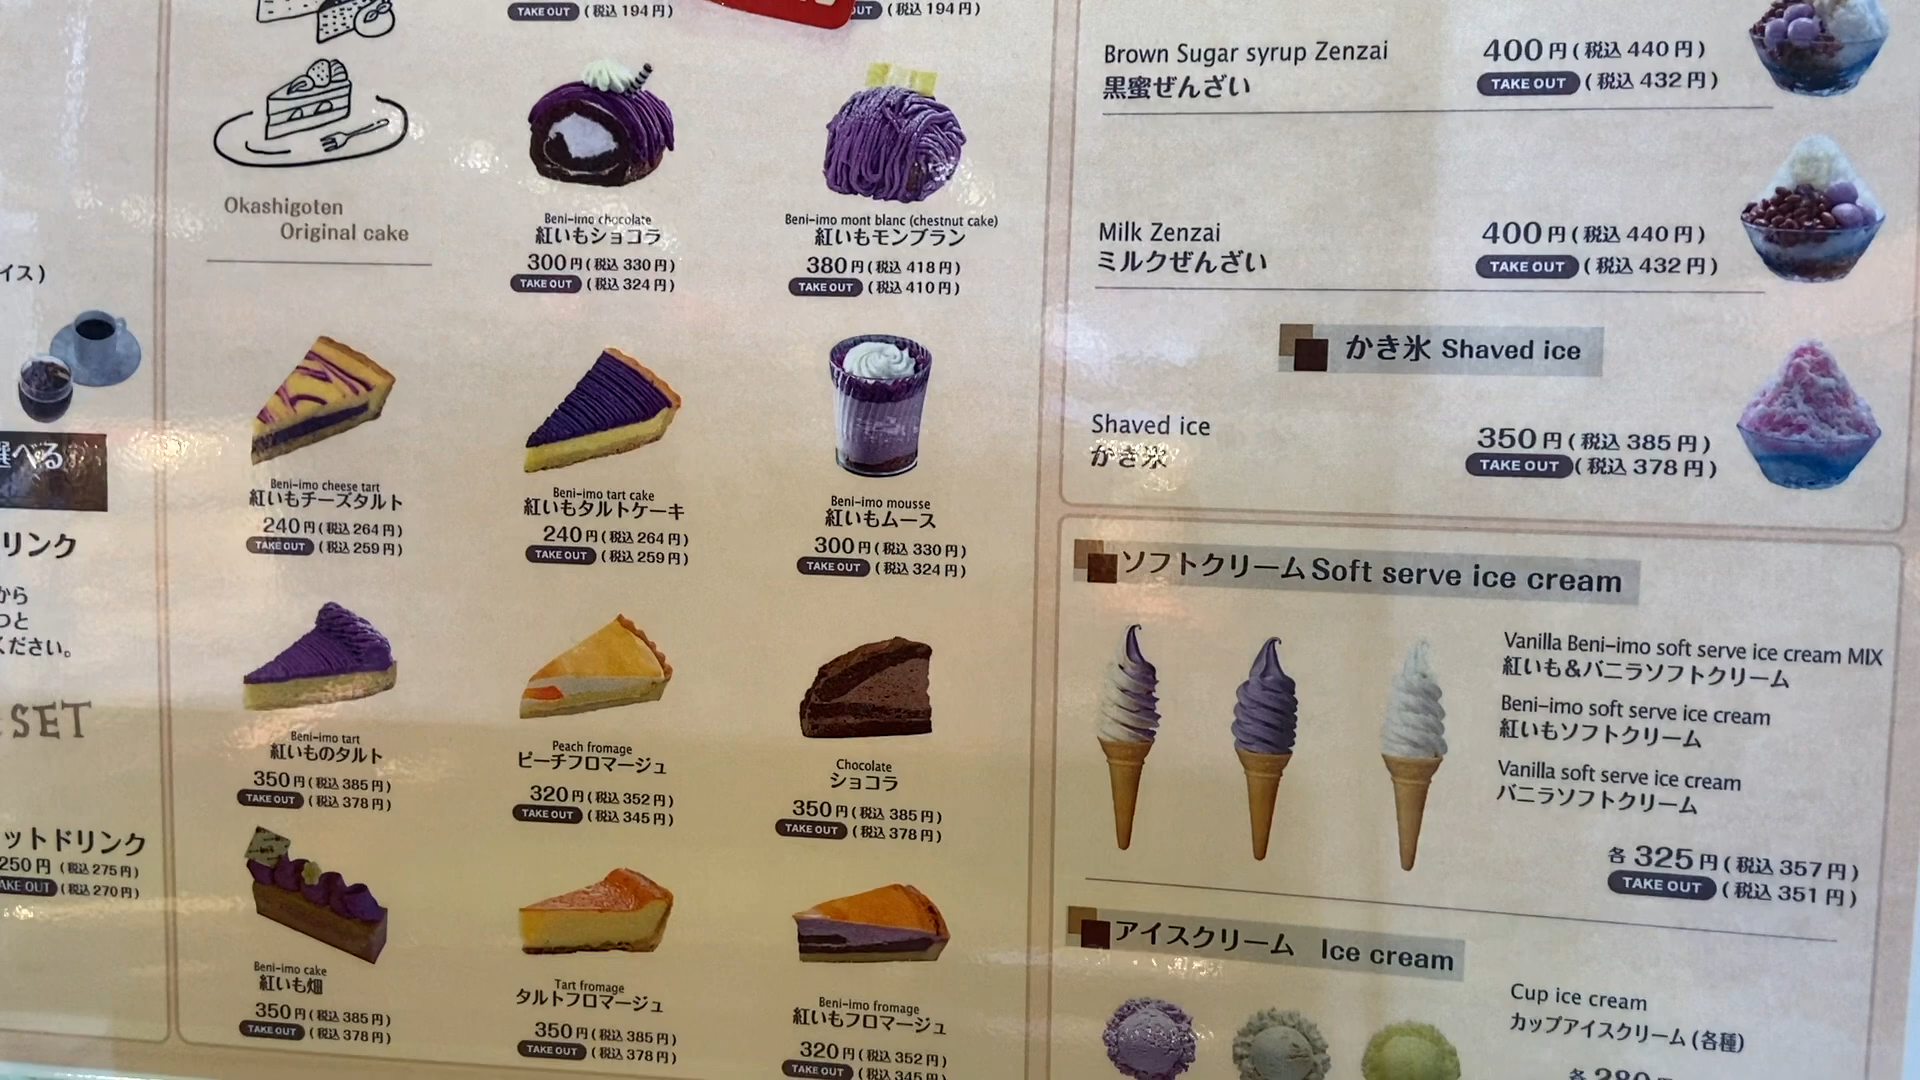 TAKE OUT (税込 194 円)
(税込 194 円)
Okashigoten
Original cake
Beni-imo chocolate
紅いもショコラ
300 円 (税込 330 円)
TAKE OUT (税込 324 円)
Beni-imo mont blanc (chestnut cake)
紅いもモンブラン
380 円 (税込 418 円)
TAKE OUT (税込 410 円)
Beni-imo cheese tart
紅いもチーズタルト
240 円 (税込 264 円)
TAKE OUT (税込 259 円)
Beni-imo tart cake
紅いもタルトケーキ
240 円 (税込 264 円)
TAKE OUT (税込 259 円)
Beni-imo mousse
紅いもムース
300 円 (税込 330 円)
TAKE OUT (税込 324 円)
Beni-imo tart
紅いものタルト
350 円 (税込 385 円)
TAKE OUT (税込 378 円)
Peach fromage
ピーチフロマージュ
320 円 (税込 352 円)
TAKE OUT (税込 345 円)
Chocolate
ショコラ
350 円 (税込 385 円)
TAKE OUT (税込 378 円)
Beni-imo cake
紅いも畑
350 円 (税込 385 円)
TAKE OUT (税込 378 円)
Tart fromage
タルトフロマージュ
350 円 (税込 385 円)
TAKE OUT (税込 378 円)
Beni-imo fromage
紅いもフロマージュ
320 円 (税込 352 円)
TAKE OUT (税込 345 円)
イス)
選べる
リンク
から
つと
ください。
SET
ットドリンク
250 円 (税込 275 円)
TAKE OUT (税込 270 円)
Brown Sugar syrup Zenzai
黒蜜ぜんざい
400 円 (税込 440 円)
TAKE OUT (税込 432 円)
Milk Zenzai
ミルクぜんざい
400 円 (税込 440 円)
TAKE OUT (税込 432 円)
かき氷 Shaved ice
Shaved ice
かき氷
350 円 (税込 385 円)
TAKE OUT (税込 378 円)
ソフトクリーム Soft serve ice cream
Vanilla Beni-imo soft serve ice cream MIX
紅いも&バニラソフトクリーム
Beni-imo soft serve ice cream
紅いもソフトクリーム
Vanilla soft serve ice cream
バニラソフトクリーム
各 325 円 (税込 357 円)
TAKE OUT (税込 351 円)
アイスクリーム Ice cream
Cup ice cream
カップアイスクリーム (各種)